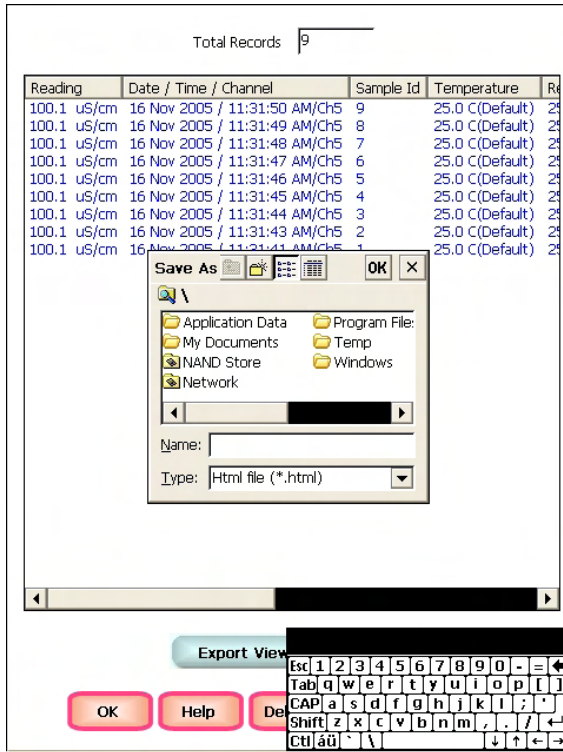 Total Records 9
Reading Date / Time / Channel Sample Id Temperature Re
100.1 uS/cm 16 Nov 2005 / 11:31:50 AM/Ch5 9 25.0 C(Default) 25
100.1 uS/cm 16 Nov 2005 / 11:31:49 AM/Ch5 8 25.0 C(Default) 25
100.1 uS/cm 16 Nov 2005 / 11:31:48 AM/Ch5 7 25.0 C(Default) 25
100.1 uS/cm 16 Nov 2005 / 11:31:47 AM/Ch5 6 25.0 C(Default) 25
100.1 uS/cm 16 Nov 2005 / 11:31:46 AM/Ch5 5 25.0 C(Default) 25
100.1 uS/cm 16 Nov 2005 / 11:31:45 AM/Ch5 4 25.0 C(Default) 25
100.1 uS/cm 16 Nov 2005 / 11:31:44 AM/Ch5 3 25.0 C(Default) 25
100.1 uS/cm 16 Nov 2005 / 11:31:43 AM/Ch5 2 25.0 C(Default) 25
100.1 uS/cm 16 Nov 2005 / 11:31:41 AM/Ch5 1 25.0 C(Default) 25
Save As OK ×
\
Application Data Program Files
My Documents Temp
NAND Store Windows
Network
Name:
Type: Html file (*.html)
Export View
Esc 1 2 3 4 5 6 7 8 9 0 - =
Tab q w e r t y u i o p [ ]
CAP a s d f g h j k l ; '
Shift z x c v b n m , . /
Ctl áü ` \ ↓ ↑ ← →
OK Help De